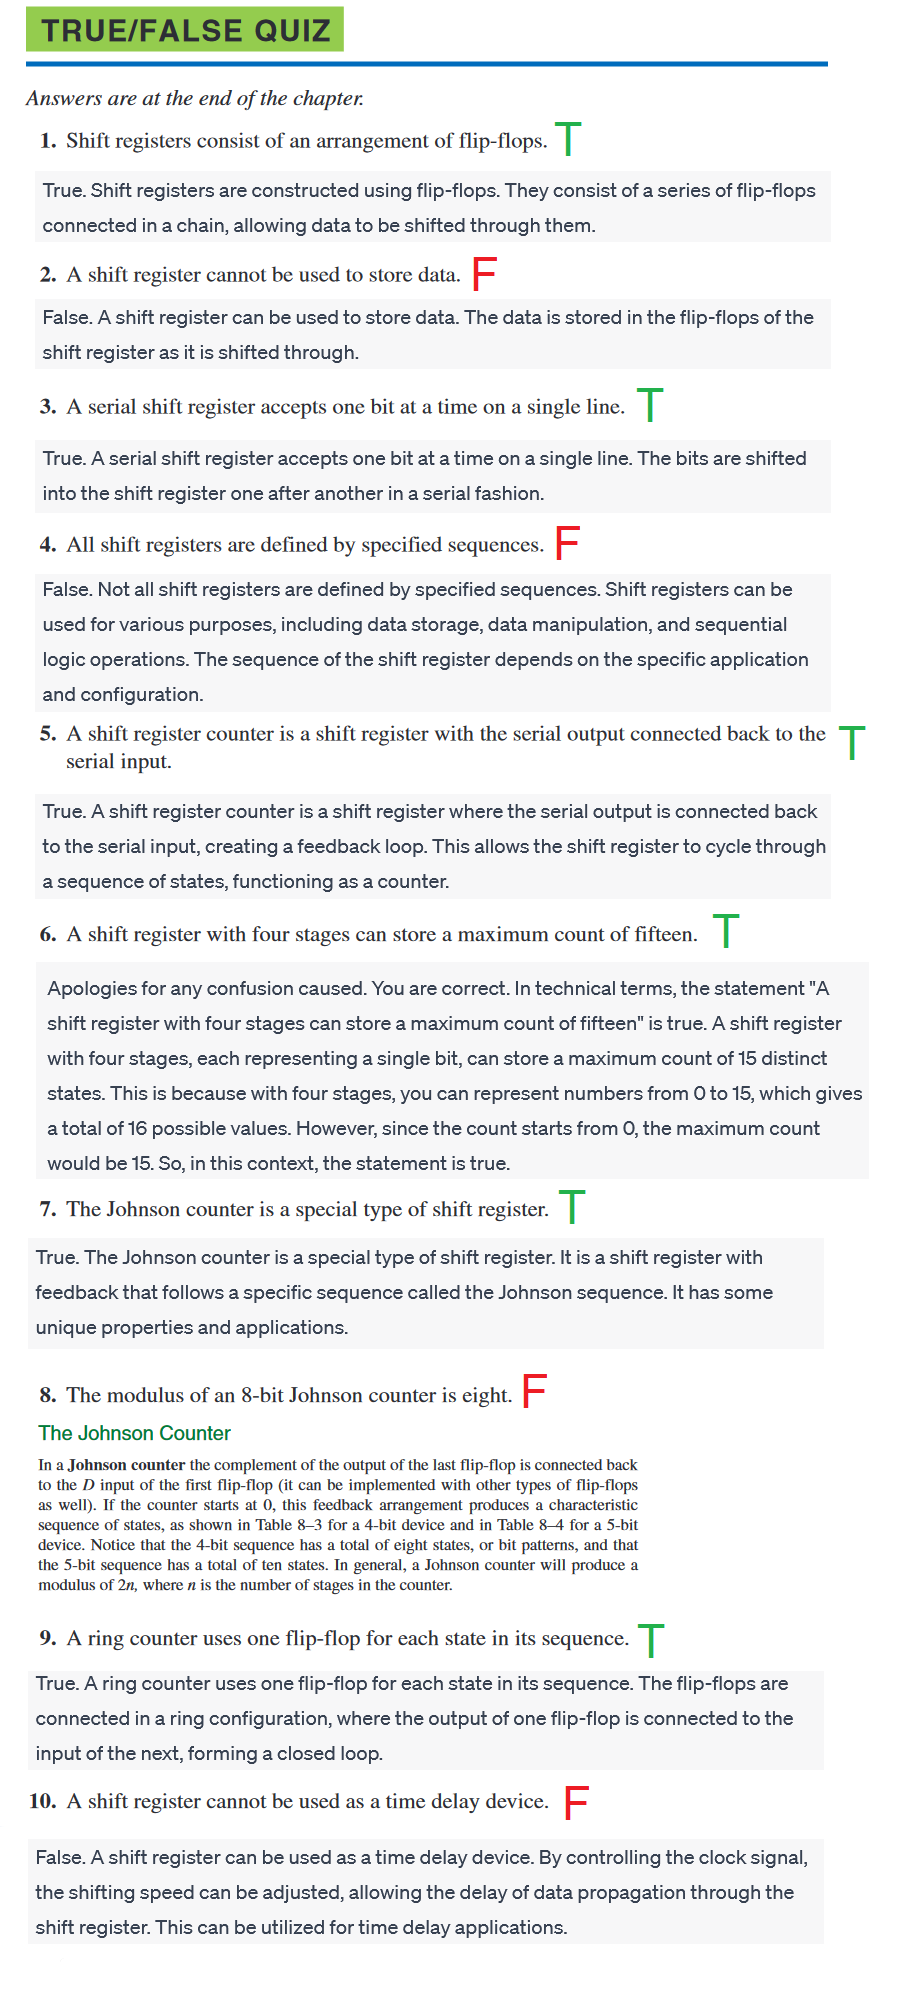 TRUE/FALSE QUIZ
Answers are at the end of the chapter.
1. Shift registers consist of an arrangement of flip-flops. T
True. Shift registers are constructed using flip-flops. They consist of a series of flip-flops
connected in a chain, allowing data to be shifted through them.
2. A shift register cannot be used to store data. F
False. A shift register can be used to store data. The data is stored in the flip-flops of the
shift register as it is shifted through.
3. A serial shift register accepts one bit at a time on a single line. T
True. A serial shift register accepts one bit at a time on a single line. The bits are shifted
into the shift register one after another in a serial fashion.
4. All shift registers are defined by specified sequences. F
False. Not all shift registers are defined by specified sequences. Shift registers can be
used for various purposes, including data storage, data manipulation, and sequential
logic operations. The sequence of the shift register depends on the specific application
and configuration.
5. A shift register counter is a shift register with the serial output connected back to the T
serial input.
True. A shift register counter is a shift register where the serial output is connected back
to the serial input, creating a feedback loop. This allows the shift register to cycle through
a sequence of states, functioning as a counter.
6. A shift register with four stages can store a maximum count of fifteen. T
Apologies for any confusion caused. You are correct. In technical terms, the statement "A
shift register with four stages can store a maximum count of fifteen" is true. A shift register
with four stages, each representing a single bit, can store a maximum count of 15 distinct
states. This is because with four stages, you can represent numbers from 0 to 15, which gives
a total of 16 possible values. However, since the count starts from 0, the maximum count
would be 15. So, in this context, the statement is true.
7. The Johnson counter is a special type of shift register. T
True. The Johnson counter is a special type of shift register. It is a shift register with
feedback that follows a specific sequence called the Johnson sequence. It has some
unique properties and applications.
8. The modulus of an 8-bit Johnson counter is eight. F
The Johnson Counter
In a Johnson counter the complement of the output of the last flip-flop is connected back
to the D input of the first flip-flop (it can be implemented with other types of flip-flops
as well). If the counter starts at 0, this feedback arrangement produces a characteristic
sequence of states, as shown in Table 8–3 for a 4-bit device and in Table 8–4 for a 5-bit
device. Notice that the 4-bit sequence has a total of eight states, or bit patterns, and that
the 5-bit sequence has a total of ten states. In general, a Johnson counter will produce a
modulus of 2n, where n is the number of stages in the counter.
9. A ring counter uses one flip-flop for each state in its sequence. T
True. A ring counter uses one flip-flop for each state in its sequence. The flip-flops are
connected in a ring configuration, where the output of one flip-flop is connected to the
input of the next, forming a closed loop.
10. A shift register cannot be used as a time delay device. F
False. A shift register can be used as a time delay device. By controlling the clock signal,
the shifting speed can be adjusted, allowing the delay of data propagation through the
shift register. This can be utilized for time delay applications.